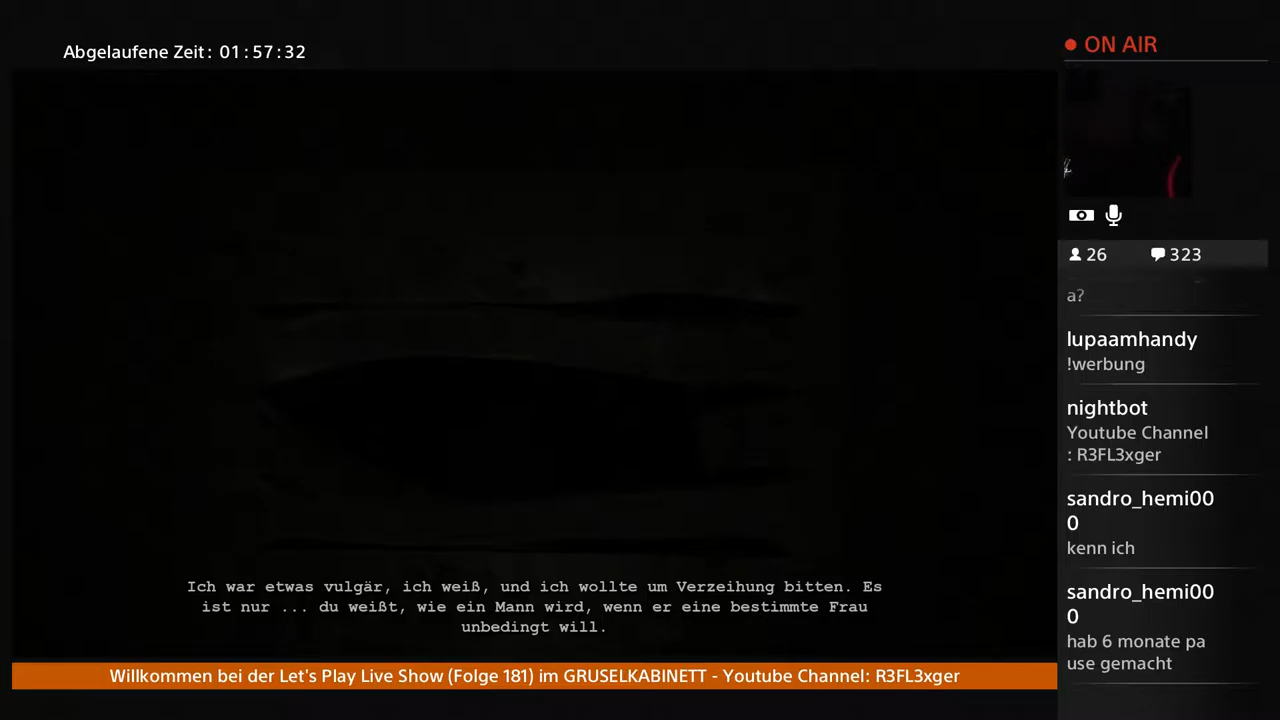 Abgelaufene Zeit: 01:57:32
ON AIR
26 323
a?
lupaamhandy
!werbung
nightbot
Youtube Channel
: R3FL3xger
sandro_hemi00
0
kenn ich
sandro_hemi00
0
hab 6 monate pa
use gemacht
Ich war etwas vulgär, ich weiß, und ich wollte um Verzeihung bitten. Es
ist nur ... du weißt, wie ein Mann wird, wenn er eine bestimmte Frau
unbedingt will.
Willkommen bei der Let's Play Live Show (Folge 181) im GRUSELKABINETT - Youtube Channel: R3FL3xger